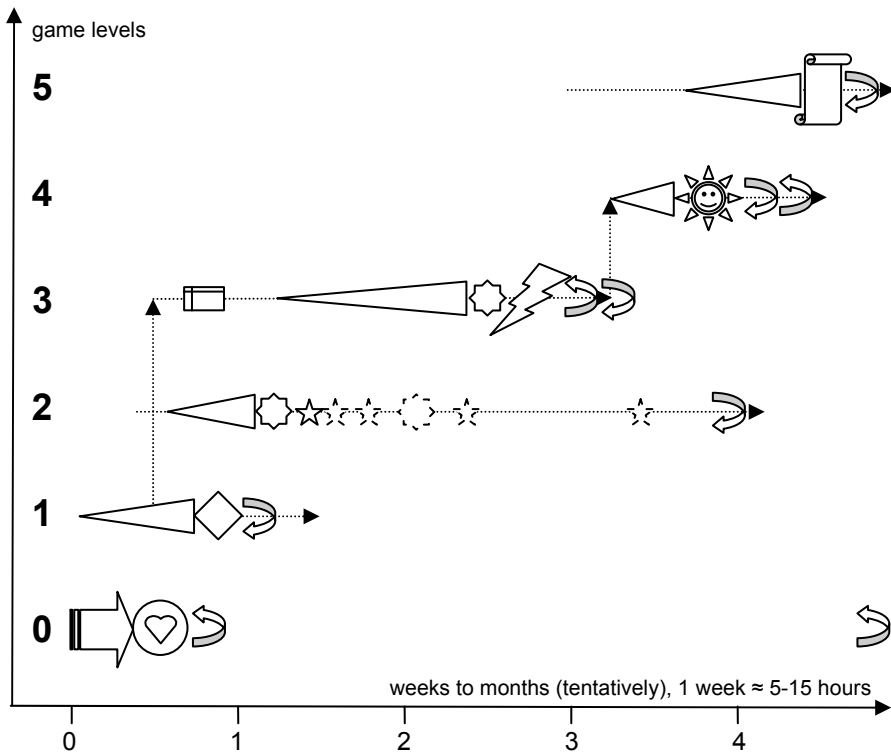 game levels
5
4
3
2
1
0
weeks to months (tentatively), 1 week ≈ 5-15 hours
0 1 2 3 4